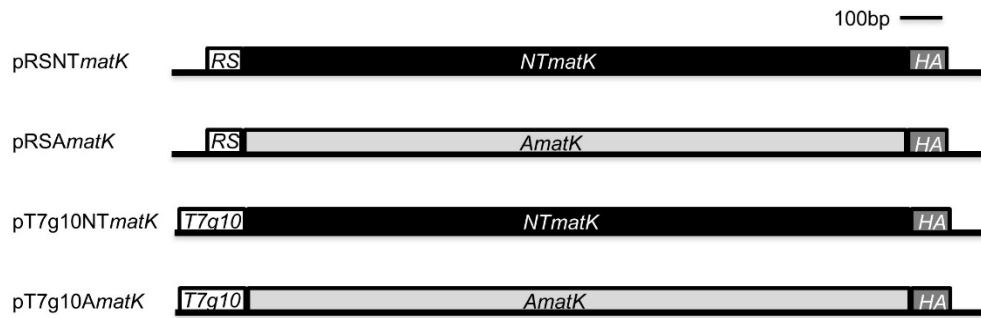 100bp
pRSNTmatK RS NTmatK HA
pRSAmatK RS AmatK HA
pT7g10NTmatK T7g10 NTmatK HA
pT7g10AmatK T7g10 AmatK HA